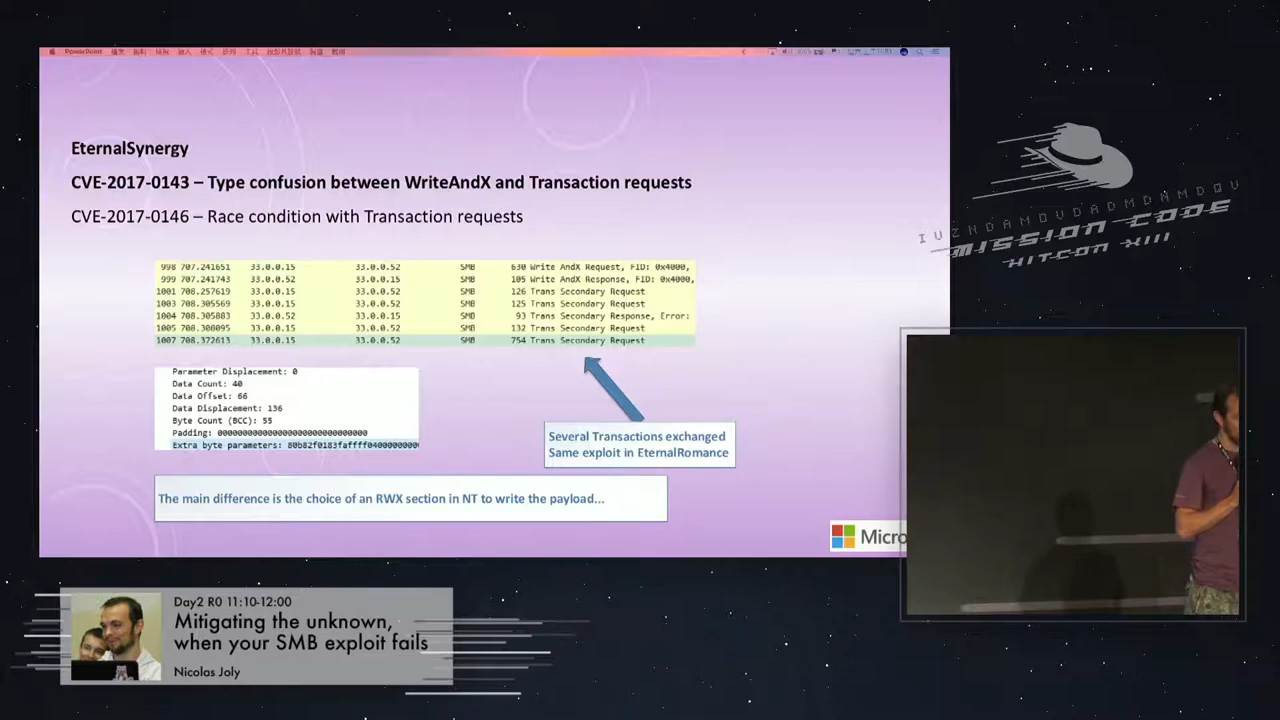 PowerPoint
EternalSynergy
CVE-2017-0143 – Type confusion between WriteAndX and Transaction requests
CVE-2017-0146 – Race condition with Transaction requests
998 707.241651 33.0.0.15 33.0.0.52 SMB 630 Write AndX Request, FID: 0x4000,
999 707.241743 33.0.0.52 33.0.0.15 SMB 105 Write AndX Response, FID: 0x4000,
1001 708.257619 33.0.0.15 33.0.0.52 SMB 126 Trans Secondary Request
1003 708.305569 33.0.0.15 33.0.0.52 SMB 125 Trans Secondary Request
1004 708.305883 33.0.0.52 33.0.0.15 SMB 93 Trans Secondary Response, Error:
1005 708.308095 33.0.0.15 33.0.0.52 SMB 132 Trans Secondary Request
1007 708.372613 33.0.0.15 33.0.0.52 SMB 754 Trans Secondary Request
Parameter Displacement: 0
Data Count: 40
Data Offset: 66
Data Displacement: 136
Byte Count (BCC): 55
Padding: 0000000000000000000000000000
Extra byte parameters: 80b82f0183faffff0400000000
Several Transactions exchanged
Same exploit in EternalRomance
The main difference is the choice of an RWX section in NT to write the payload...
Micro
IUZNDAMOVDADMDAMDQU
MISSION CODE
HITCON XIII
Day2 R0 11:10-12:00
Mitigating the unknown,
when your SMB exploit fails
Nicolas Joly